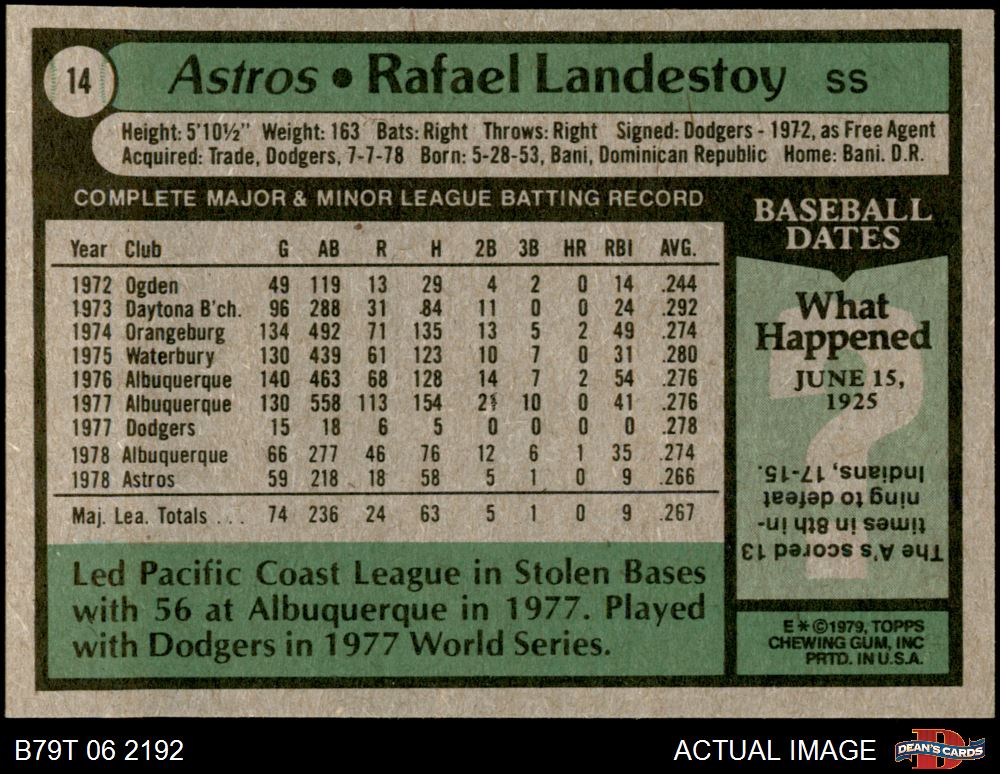 14 Astros • Rafael Landestoy SS
Height: 5'10½" Weight: 163 Bats: Right Throws: Right Signed: Dodgers - 1972, as Free Agent
Acquired: Trade, Dodgers, 7-7-78 Born: 5-28-53, Bani, Dominican Republic Home: Bani. D.R.
COMPLETE MAJOR & MINOR LEAGUE BATTING RECORD
Year Club G AB R H 2B 3B HR RBI AVG.
1972 Ogden 49 119 13 29 4 2 0 14 .244
1973 Daytona B'ch. 96 288 31 84 11 0 0 24 .292
1974 Orangeburg 134 492 71 135 13 5 2 49 .274
1975 Waterbury 130 439 61 123 10 7 0 31 .280
1976 Albuquerque 140 463 68 128 14 7 2 54 .276
1977 Albuquerque 130 558 113 154 10 0 41 .276
1977 Dodgers 15 18 6 5 0 0 0 0 .278
1978 Albuquerque 66 277 46 76 12 6 1 35 .274
1978 Astros 59 218 18 58 5 1 0 9 .266
Maj. Lea. Totals ... 74 236 24 63 5 1 0 9 .267
Led Pacific Coast League in Stolen Bases
with 56 at Albuquerque in 1977. Played
with Dodgers in 1977 World Series.
BASEBALL
DATES
What
Happened
JUNE 15,
1925
The A's scored 13
times in 8th in-
ning to defeat
Indians, 17-15.
E * ©1979, TOPPS
CHEWING GUM, INC
PRTD. IN U.S.A.
B79T 06 2192
ACTUAL IMAGE
DEAN'S CARDS